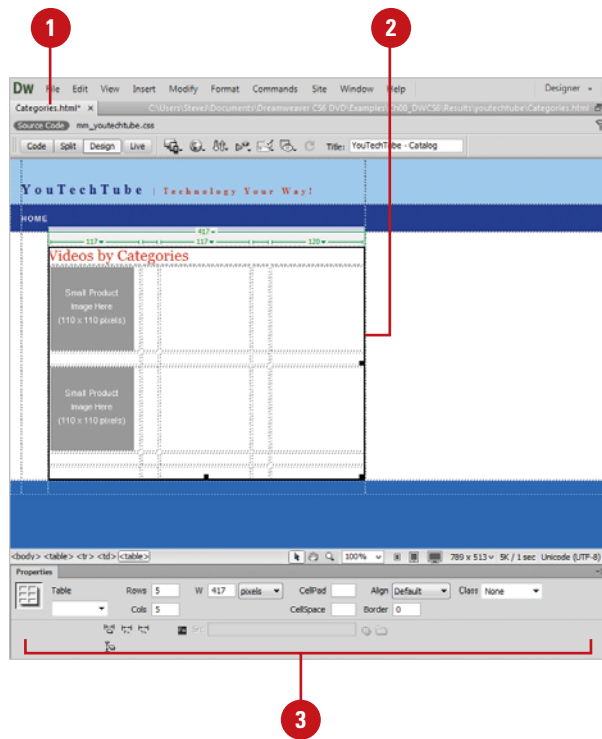 1
2
DW File Edit View Insert Modify Format Commands Site Window Help Designer
Categories.html* × C:\Users\SteveJ\Documents\Dreamweaver CS6 DVD\Examples\Ch08_DWCS6\Results\youtechtube\Categories.html
Source Code mm_youtechtube.css
Code Split Design Live Title: YouTechTube - Catalog
YouTechTube | Technology Your Way!
HOME
417
117 117 120
Videos by Categories
Small Product
Image Here
(110 x 110 pixels)
Small Product
Image Here
(110 x 110 pixels)
<body> <table> <tr> <td> <table> 100% 789 x 513 5K / 1 sec Unicode (UTF-8)
Properties
Table Rows 5 W 417 pixels CellPad Align Default Class None
Cols 5 CellSpace Border 0
3